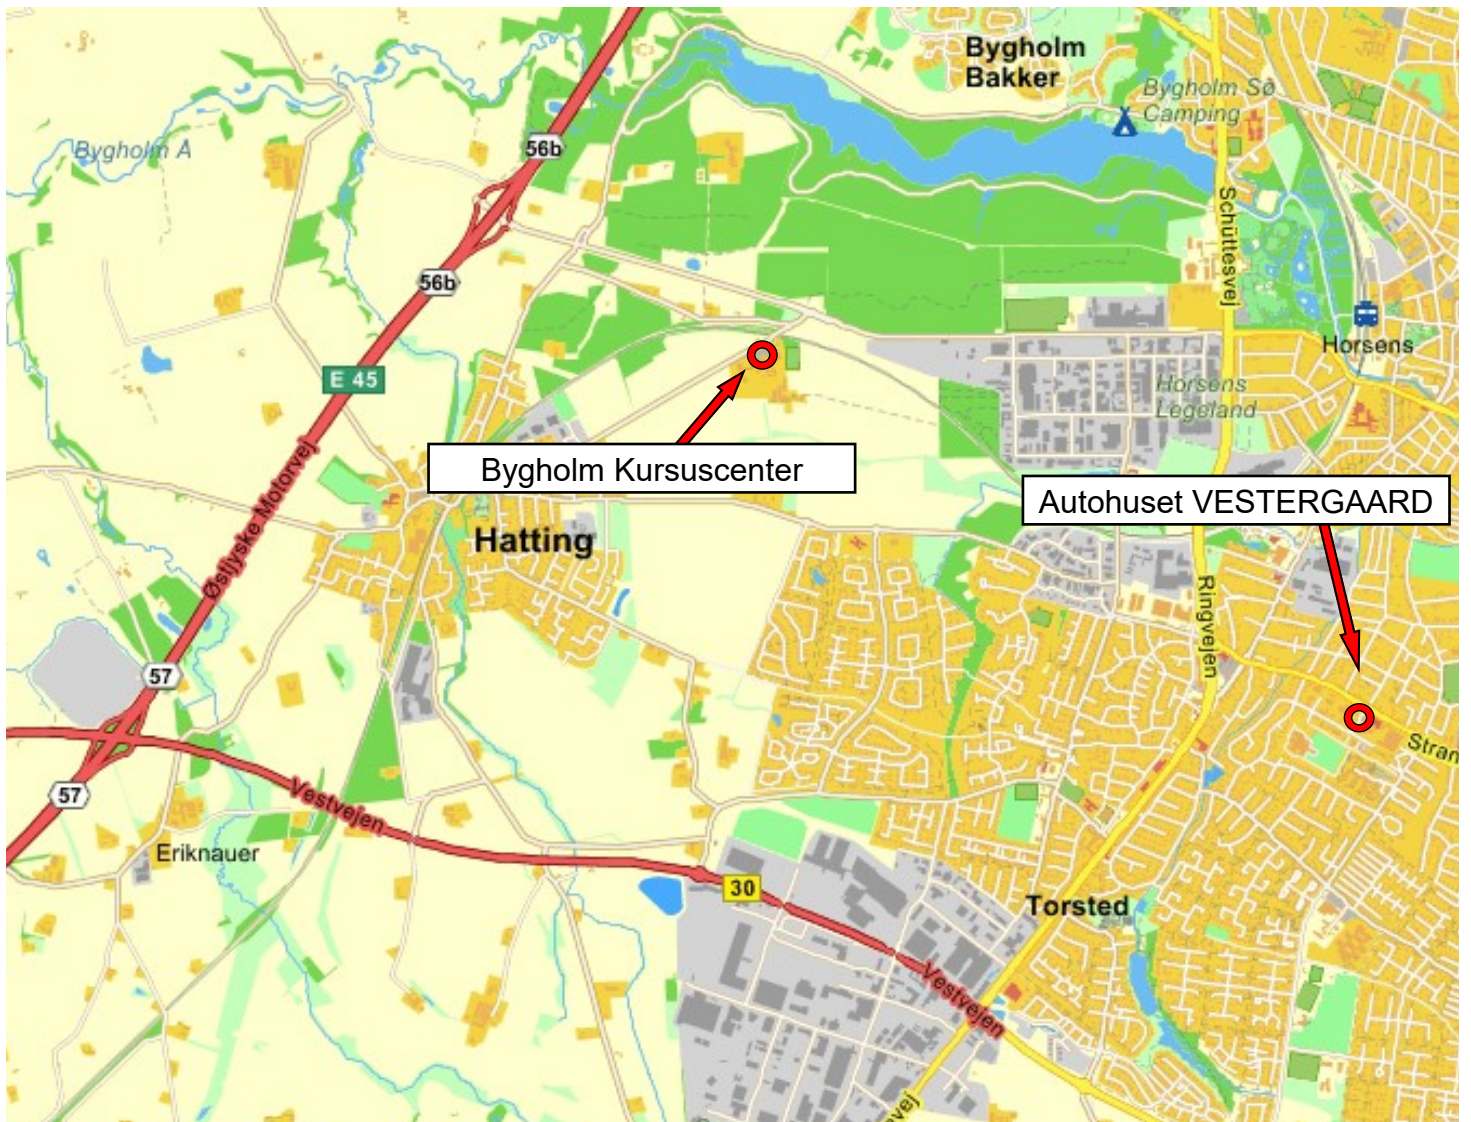 Bygholm
Bakker
Bygholm Sø
Camping
Bygholm A
56b
Schüttesvej
56b
Horsens
E 45
Horsens
Legeland
Bygholm Kursuscenter
Autohuset VESTERGAARD
Østjyske Motorvej
Hatting
Ringvejen
57
Stran
57
Vestvejen
Eriknauer
30
Torsted
Vestvejen
vej